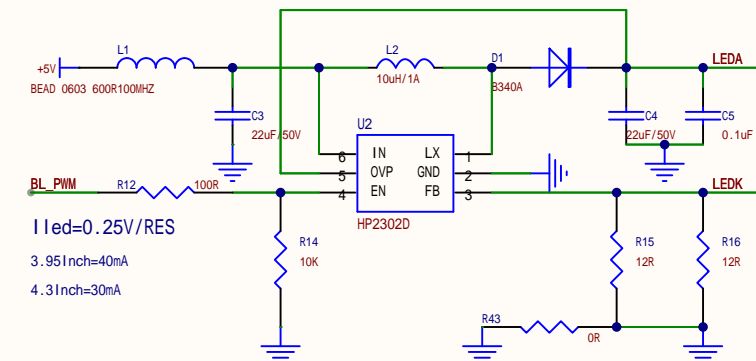 L1
L2
D1
LEDA
+5V
10uH/1A
B340A
BEAD 0603 600R100MHZ
C3
C4
C5
22uF/50V
22uF/50V
0.1uF
U2
6 IN LX 1
5 OVP GND 2
4 EN FB 3
HP2302D
BL_PWM
R12
100R
LEDK
Iled=0.25V/RES
3.95Inch=40mA
4.3Inch=30mA
R14
10K
R15
12R
R16
12R
R43
0R